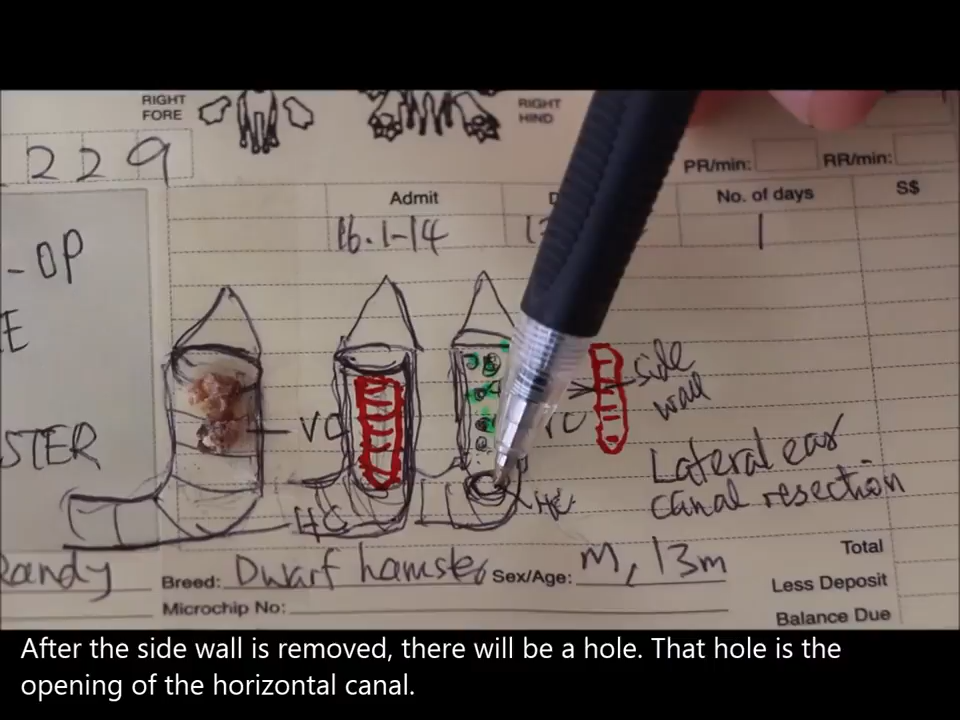 RIGHT
FORE
RIGHT
HIND
229
PR/min:
RR/min:
Admit
No. of days
S$
16.1-14
1
-OP
E
STER
VC
side
wall
Lateral ear
canal resection
HC
HC
Randy
Breed: Dwarf hamster Sex/Age: M, 13m
Microchip No:
Total
Less Deposit
Balance Due
After the side wall is removed, there will be a hole. That hole is the
opening of the horizontal canal.